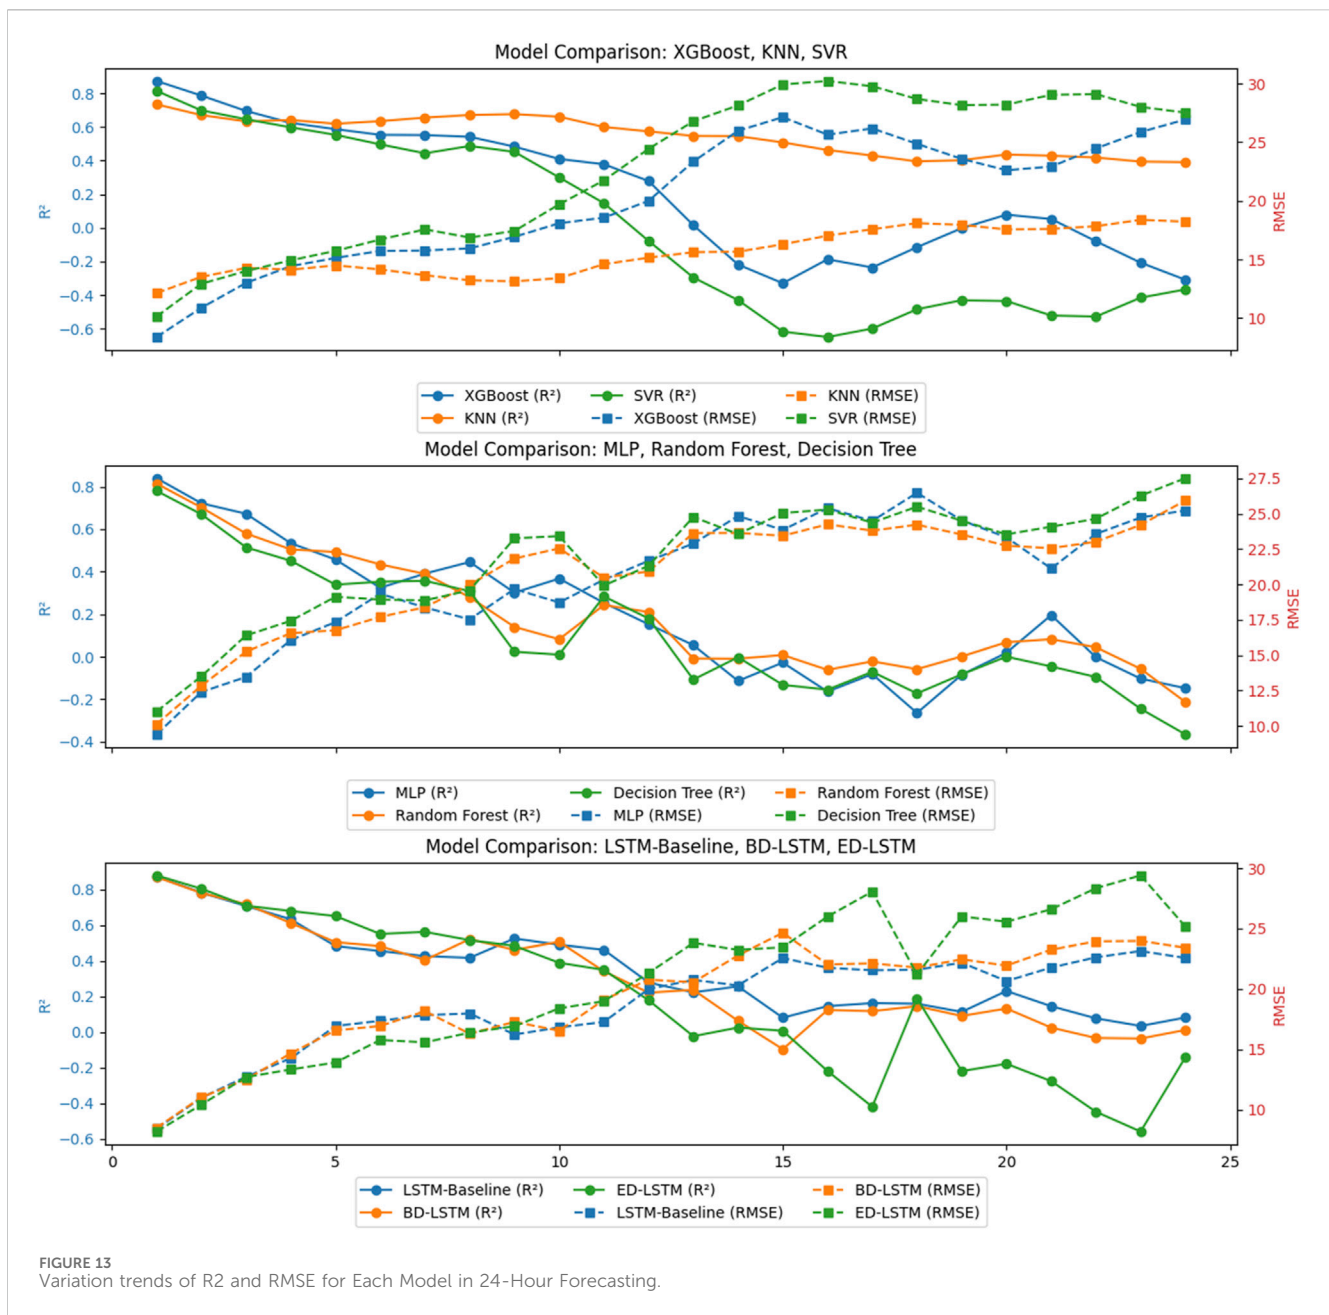 Model Comparison: XGBoost, KNN, SVR
0.8
0.6
0.4
0.2
0.0
−0.2
−0.4
−0.6
R²
30
25
20
15
10
RMSE
XGBoost (R²)
KNN (R²)
SVR (R²)
XGBoost (RMSE)
KNN (RMSE)
SVR (RMSE)
Model Comparison: MLP, Random Forest, Decision Tree
0.8
0.6
0.4
0.2
0.0
−0.2
−0.4
R²
27.5
25.0
22.5
20.0
17.5
15.0
12.5
10.0
RMSE
MLP (R²)
Random Forest (R²)
Decision Tree (R²)
MLP (RMSE)
Random Forest (RMSE)
Decision Tree (RMSE)
Model Comparison: LSTM-Baseline, BD-LSTM, ED-LSTM
0.8
0.6
0.4
0.2
0.0
−0.2
−0.4
−0.6
R²
30
25
20
15
10
RMSE
0 5 10 15 20 25
LSTM-Baseline (R²)
BD-LSTM (R²)
ED-LSTM (R²)
LSTM-Baseline (RMSE)
BD-LSTM (RMSE)
ED-LSTM (RMSE)
FIGURE 13
Variation trends of R2 and RMSE for Each Model in 24-Hour Forecasting.